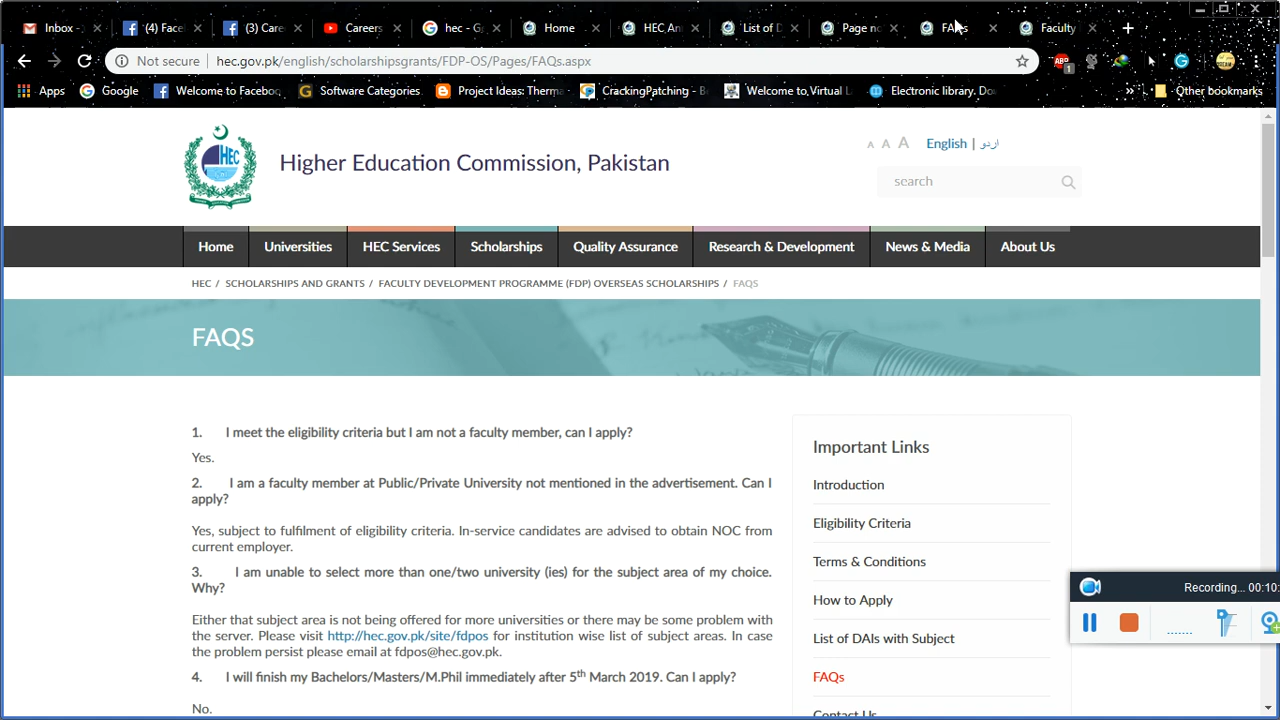 Inbox -
(4) Face
(3) Care
Careers
hec - G
Home
HEC An
List of D
Page no
FAQs
Faculty
Not secure | hec.gov.pk/english/scholarshipsgrants/FDP-OS/Pages/FAQs.aspx
ABP
1
Apps
Google
Welcome to Faceboo
Software Categories
Project Ideas: Therma
CrackingPatching - Be
Welcome to Virtual L
Electronic library. Do
»
Other bookmarks
HEC
Higher Education Commission, Pakistan
A A A English | اردو
search
Home Universities HEC Services Scholarships Quality Assurance Research & Development News & Media About Us
HEC / SCHOLARSHIPS AND GRANTS / FACULTY DEVELOPMENT PROGRAMME (FDP) OVERSEAS SCHOLARSHIPS / FAQS
FAQS
1. I meet the eligibility criteria but I am not a faculty member, can I apply?
Yes.
2. I am a faculty member at Public/Private University not mentioned in the advertisement. Can I
apply?
Yes, subject to fulfilment of eligibility criteria. In-service candidates are advised to obtain NOC from
current employer.
3. I am unable to select more than one/two university (ies) for the subject area of my choice.
Why?
Either that subject area is not being offered for more universities or there may be some problem with
the server. Please visit http://hec.gov.pk/site/fdpos for institution wise list of subject areas. In case
the problem persist please email at fdpos@hec.gov.pk.
4. I will finish my Bachelors/Masters/M.Phil immediately after 5th March 2019. Can I apply?
No.
Important Links
Introduction
Eligibility Criteria
Terms & Conditions
How to Apply
List of DAIs with Subject
FAQs
Contact Us
Recording... 00:10: